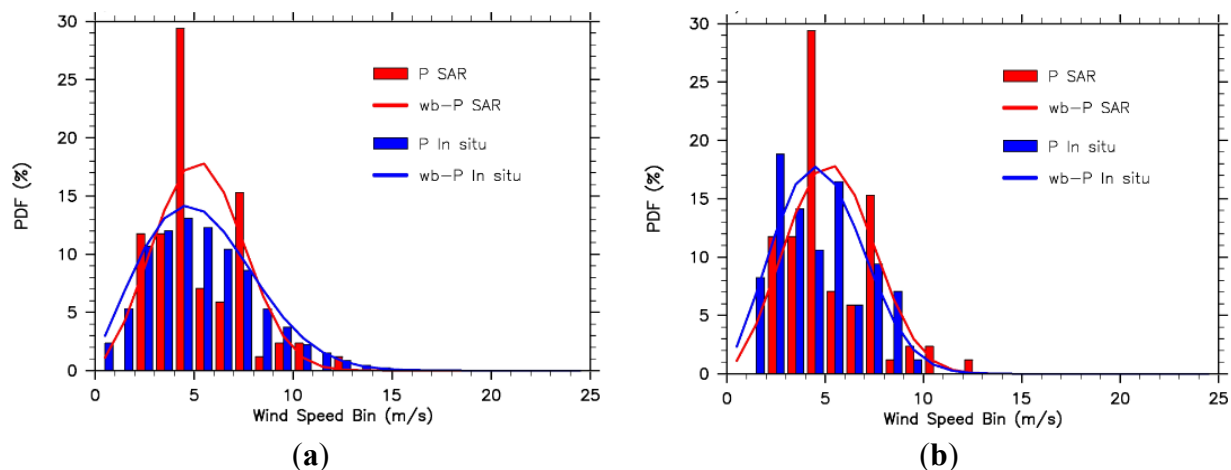 30
25
20
15
10
5
0
PDF (%)
P SAR
wb-P SAR
P In situ
wb-P In situ
0 5 10 15 20 25
Wind Speed Bin (m/s)
(a)
30
25
20
15
10
5
0
PDF (%)
P SAR
wb-P SAR
P In situ
wb-P In situ
0 5 10 15 20 25
Wind Speed Bin (m/s)
(b)